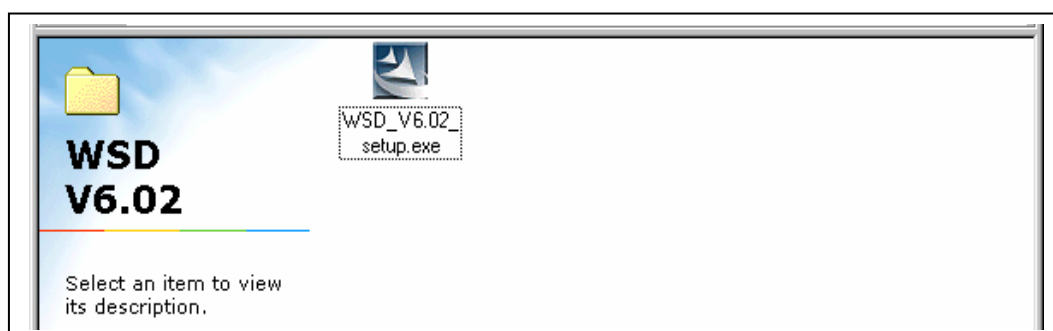 WSD
V6.02
Select an item to view
its description.
WSD_V6.02_
setup.exe